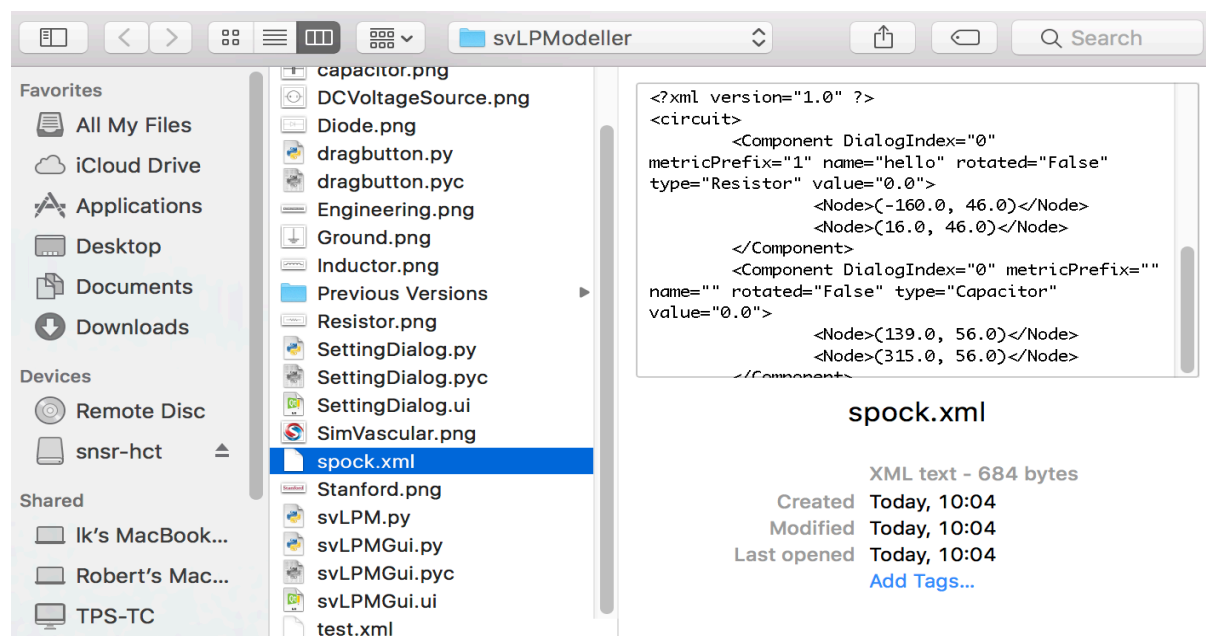 svLPModeller
Search
Favorites
All My Files
iCloud Drive
Applications
Desktop
Documents
Downloads
Devices
Remote Disc
snsr-hct
Shared
lk's MacBook...
Robert's Mac...
TPS-TC
capacitor.png
DCVoltageSource.png
Diode.png
dragbutton.py
dragbutton.pyc
Engineering.png
Ground.png
Inductor.png
Previous Versions
Resistor.png
SettingDialog.py
SettingDialog.pyc
SettingDialog.ui
SimVascular.png
spock.xml
Stanford.png
svLPM.py
svLPMGui.py
svLPMGui.pyc
svLPMGui.ui
test.xml
<?xml version="1.0" ?>
<circuit>
<Component DialogIndex="0"
metricPrefix="1" name="hello" rotated="False"
type="Resistor" value="0.0">
<Node>(-160.0, 46.0)</Node>
<Node>(16.0, 46.0)</Node>
</Component>
<Component DialogIndex="0" metricPrefix=""
name="" rotated="False" type="Capacitor"
value="0.0">
<Node>(139.0, 56.0)</Node>
<Node>(315.0, 56.0)</Node>
</Component>
spock.xml
XML text - 684 bytes
Created Today, 10:04
Modified Today, 10:04
Last opened Today, 10:04
Add Tags...